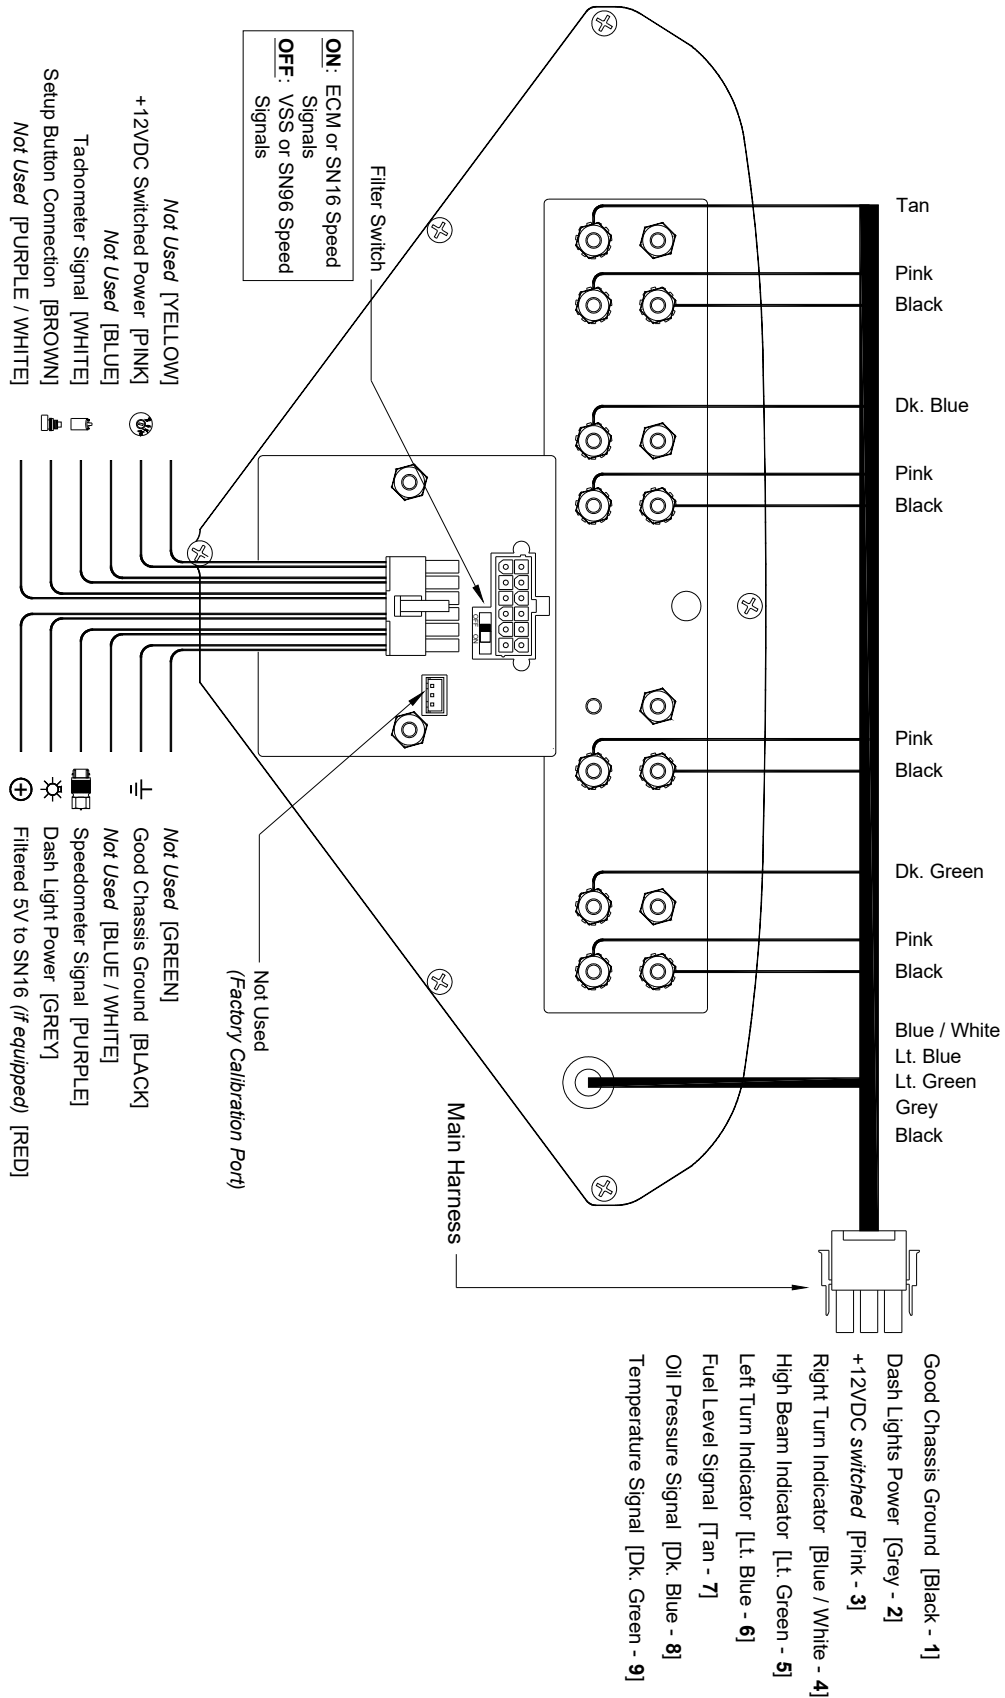 Tan
Pink
Black
Dk. Blue
Pink
Black
Pink
Black
Dk. Green
Pink
Black
Blue / White
Lt. Blue
Lt. Green
Grey
Black
Main Harness
Good Chassis Ground [Black - 1]
Dash Lights Power [Grey - 2]
+12VDC switched [Pink - 3]
Right Turn Indicator [Blue / White - 4]
High Beam Indicator [Lt. Green - 5]
Left Turn Indicator [Lt. Blue - 6]
Fuel Level Signal [Tan - 7]
Oil Pressure Signal [Dk. Blue - 8]
Temperature Signal [Dk. Green - 9]
Filter Switch
ON: ECM or SN16 Speed
Signals
OFF: VSS or SN96 Speed
Signals
OFF ON
Not Used
(Factory Calibration Port)
Not Used [YELLOW]
+12VDC Switched Power [PINK]
Not Used [BLUE]
Tachometer Signal [WHITE]
Setup Button Connection [BROWN]
Not Used [PURPLE / WHITE]
Not Used [GREEN]
Good Chassis Ground [BLACK]
Not Used [BLUE / WHITE]
Speedometer Signal [PURPLE]
Dash Light Power [GREY]
Filtered 5V to SN16 (if equipped) [RED]